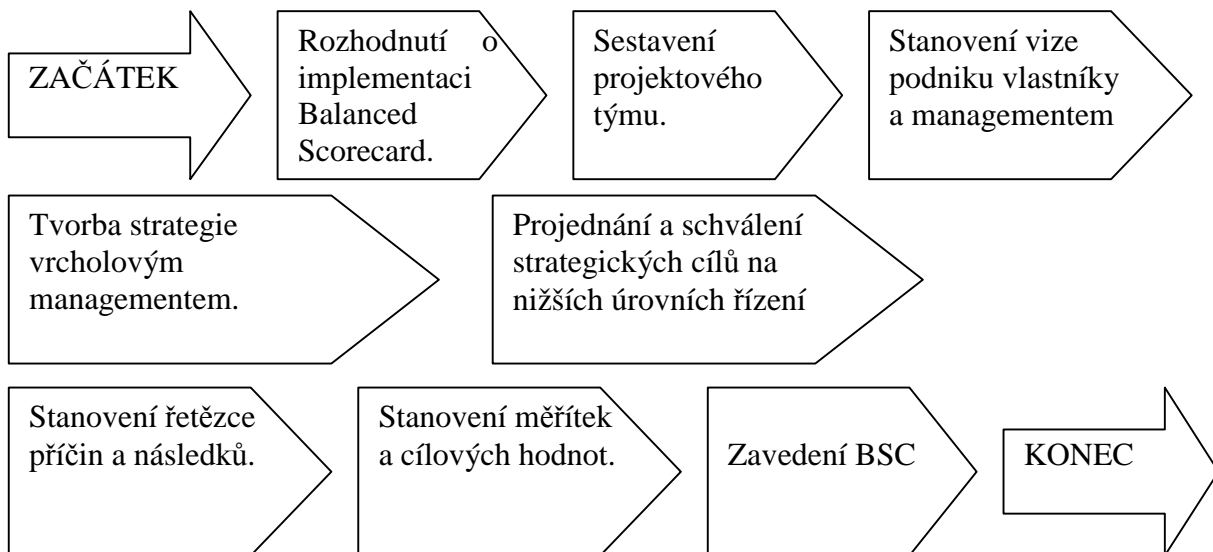 ZAČÁTEK
Rozhodnutí o
implementaci
Balanced
Scorecard.
Sestavení
projektového
týmu.
Stanovení vize
podniku vlastníky
a managementem
Tvorba strategie
vrcholovým
managementem.
Projednání a schválení
strategických cílů na
nižších úrovních řízení
Stanovení řetězce
příčin a následků.
Stanovení měřítek
a cílových hodnot.
Zavedení BSC
KONEC